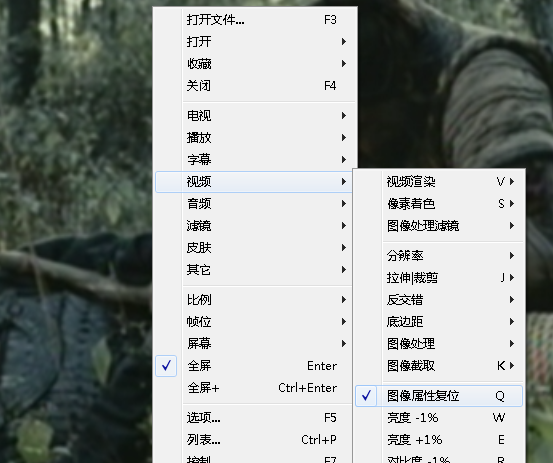 打开文件... F3
打开
收藏
关闭 F4
电视
播放
字幕
视频
音频
滤镜
皮肤
其它
比例
帧位
屏幕
全屏 Enter
全屏+ Ctrl+Enter
选项... F5
列表... Ctrl+P
控制 F7
视频渲染 V
像素着色 S
图像处理滤镜
分辨率
拉伸|裁剪 J
反交错
底边距
图像处理
图像截取 K
图像属性复位 Q
亮度 -1% W
亮度 +1% E
对比度 -1% R